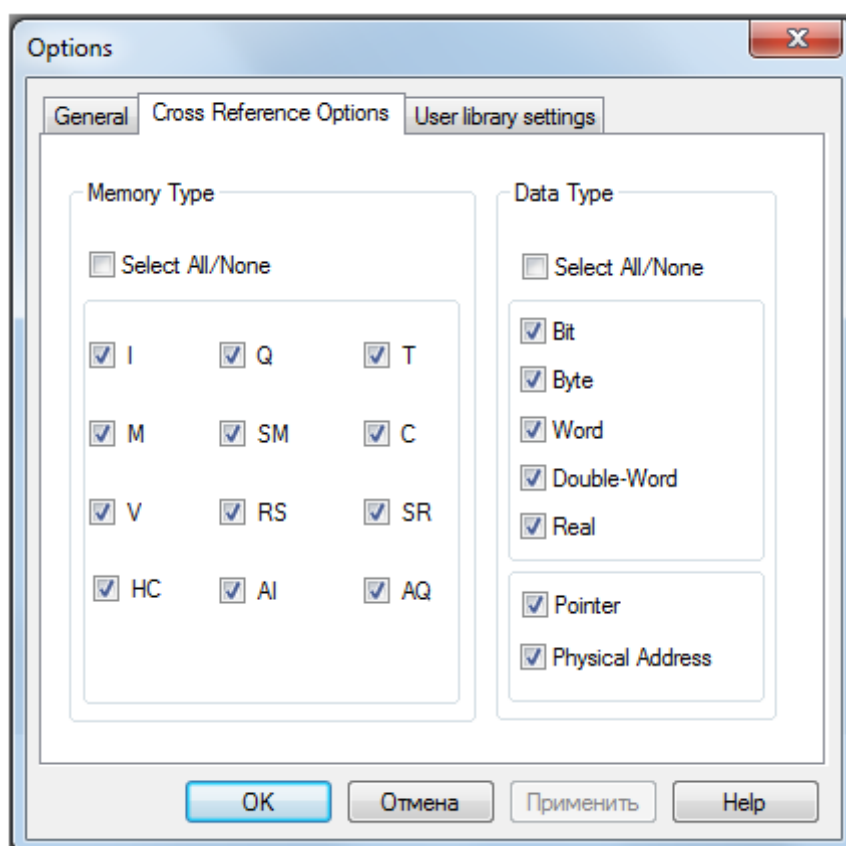 Options
General Cross Reference Options User library settings
Memory Type
Select All/None
I Q T
M SM C
V RS SR
HC AI AQ
Data Type
Select All/None
Bit
Byte
Word
Double-Word
Real
Pointer
Physical Address
OK Отмена Применить Help